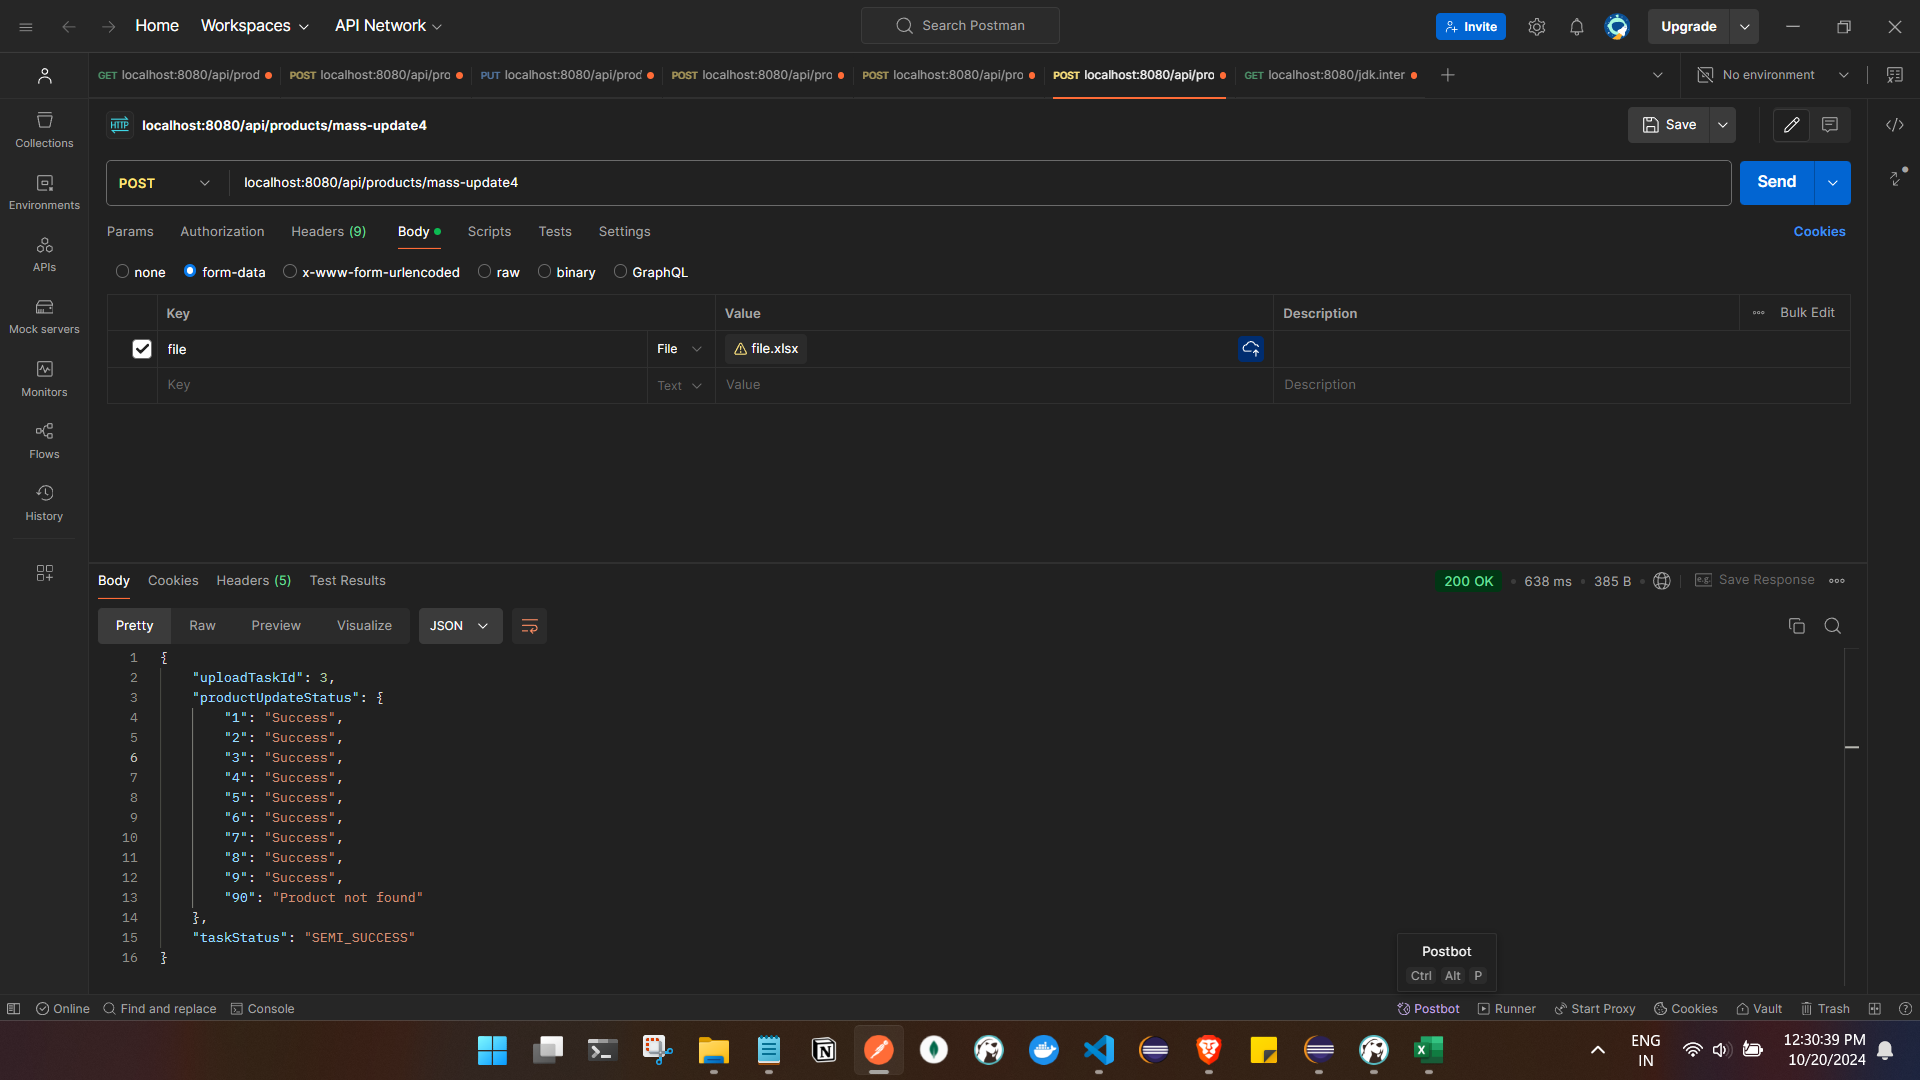 Home Workspaces API Network Search Postman Invite Upgrade
GET localhost:8080/api/prod POST localhost:8080/api/pro PUT localhost:8080/api/prod POST localhost:8080/api/pro POST localhost:8080/api/pro POST localhost:8080/api/pro GET localhost:8080/jdk.inter No environment
HTTP localhost:8080/api/products/mass-update4 Save
Collections
Environments
APIs
Mock servers
Monitors
Flows
History
POST localhost:8080/api/products/mass-update4 Send
Params Authorization Headers (9) Body Scripts Tests Settings Cookies
none form-data x-www-form-urlencoded raw binary GraphQL
Key Value Description Bulk Edit
file File file.xlsx
Key Text Value Description
Body Cookies Headers (5) Test Results 200 OK 638 ms 385 B e.g. Save Response
Pretty Raw Preview Visualize JSON
1 {
2 "uploadTaskId": 3,
3 "productUpdateStatus": {
4 "1": "Success",
5 "2": "Success",
6 "3": "Success",
7 "4": "Success",
8 "5": "Success",
9 "6": "Success",
10 "7": "Success",
11 "8": "Success",
12 "9": "Success",
13 "90": "Product not found"
14 },
15 "taskStatus": "SEMI_SUCCESS"
16 }
Postbot
Ctrl Alt P
Online Find and replace Console Postbot Runner Start Proxy Cookies Vault Trash
ENG
IN
12:30:39 PM
10/20/2024